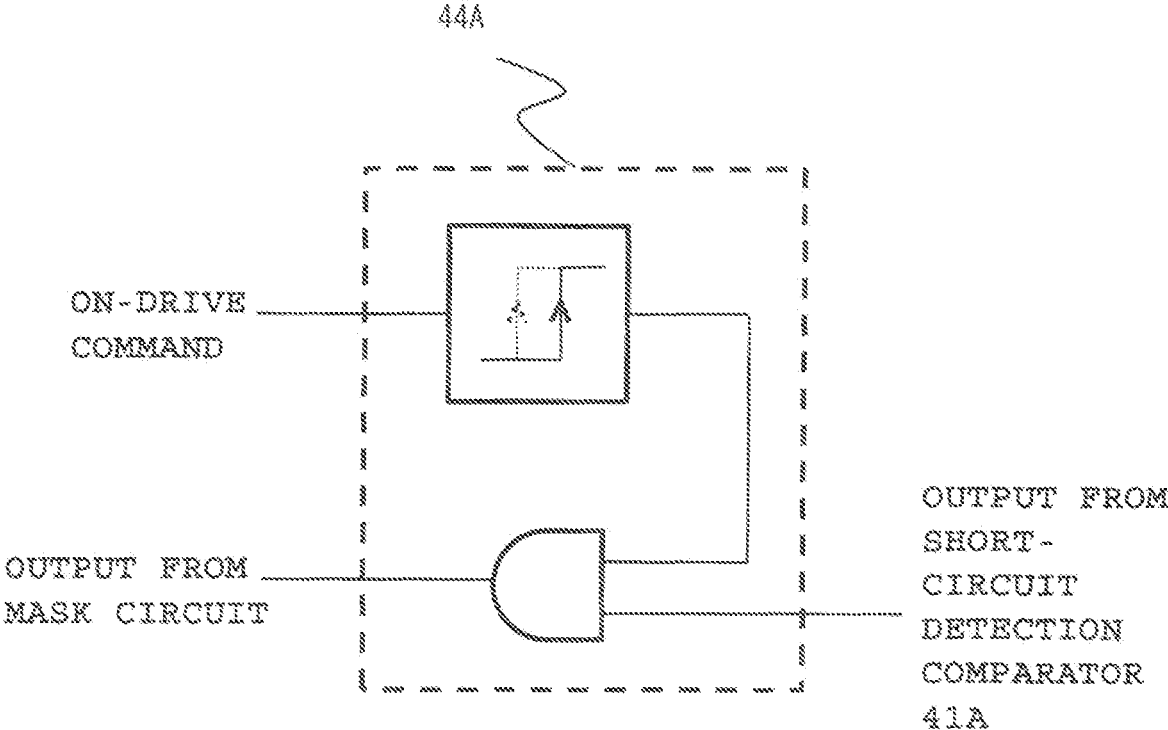 44A
ON-DRIVE
COMMAND
OUTPUT FROM
MASK CIRCUIT
OUTPUT FROM
SHORT-
CIRCUIT
DETECTION
COMPARATOR
41A